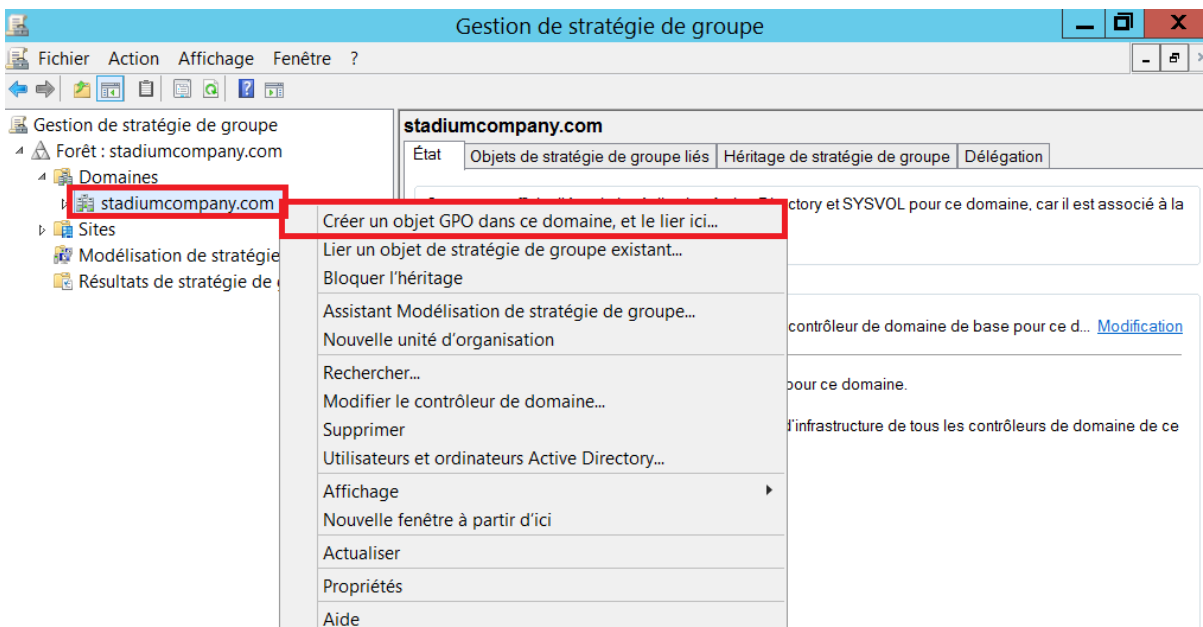 Gestion de stratégie de groupe
Fichier Action Affichage Fenêtre ?
Gestion de stratégie de groupe
Forêt : stadiumcompany.com
Domaines
stadiumcompany.com
Sites
Modélisation de stratégie
Résultats de stratégie de
stadiumcompany.com
État
Objets de stratégie de groupe liés
Héritage de stratégie de groupe
Délégation
ctory et SYSVOL pour ce domaine, car il est associé à la
contrôleur de domaine de base pour ce d... Modification
pour ce domaine.
d'infrastructure de tous les contrôleurs de domaine de ce
Créer un objet GPO dans ce domaine, et le lier ici...
Lier un objet de stratégie de groupe existant...
Bloquer l'héritage
Assistant Modélisation de stratégie de groupe...
Nouvelle unité d'organisation
Rechercher...
Modifier le contrôleur de domaine...
Supprimer
Utilisateurs et ordinateurs Active Directory...
Affichage
Nouvelle fenêtre à partir d'ici
Actualiser
Propriétés
Aide